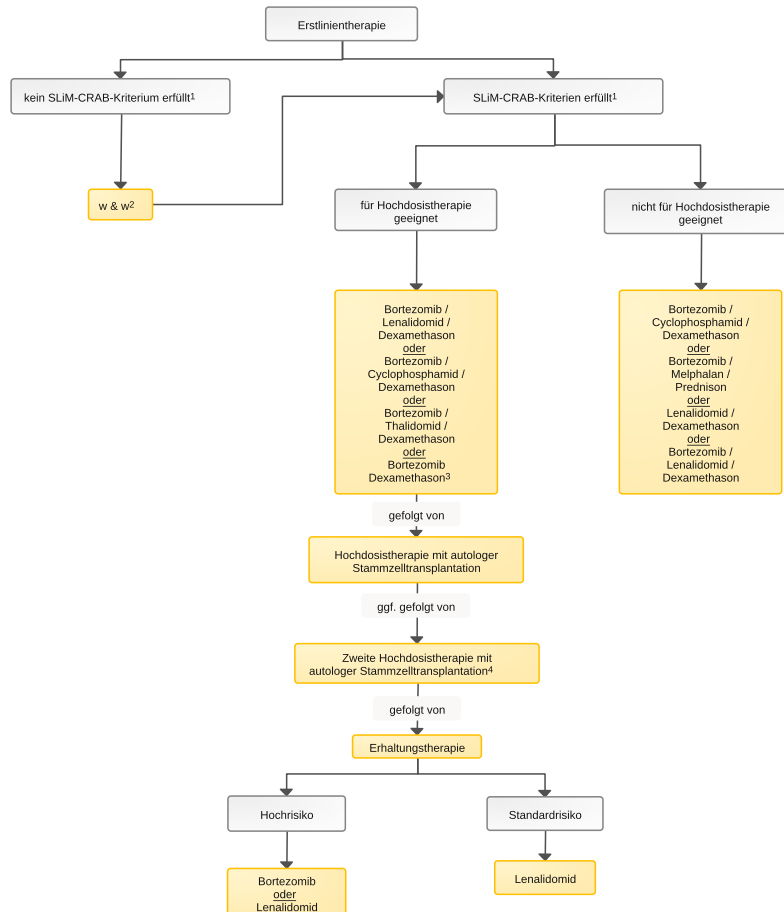 Erstlinientherapie
kein SLiM-CRAB-Kriterium erfüllt¹
SLiM-CRAB-Kriterien erfüllt¹
w & w²
für Hochdosistherapie
geeignet
nicht für Hochdosistherapie
geeignet
Bortezomib /
Lenalidomid /
Dexamethason
oder
Bortezomib /
Cyclophosphamid /
Dexamethason
oder
Bortezomib /
Thalidomid /
Dexamethason
oder
Bortezomib
Dexamethason³
Bortezomib /
Cyclophosphamid /
Dexamethason
oder
Bortezomib /
Melphalan /
Prednison
oder
Lenalidomid /
Dexamethason
oder
Bortezomib /
Lenalidomid /
Dexamethason
gefolgt von
Hochdosistherapie mit autologer
Stammzelltransplantation
ggf. gefolgt von
Zweite Hochdosistherapie mit
autologer Stammzelltransplantation⁴
gefolgt von
Erhaltungstherapie
Hochrisiko
Standardrisiko
Bortezomib
oder
Lenalidomid
Lenalidomid